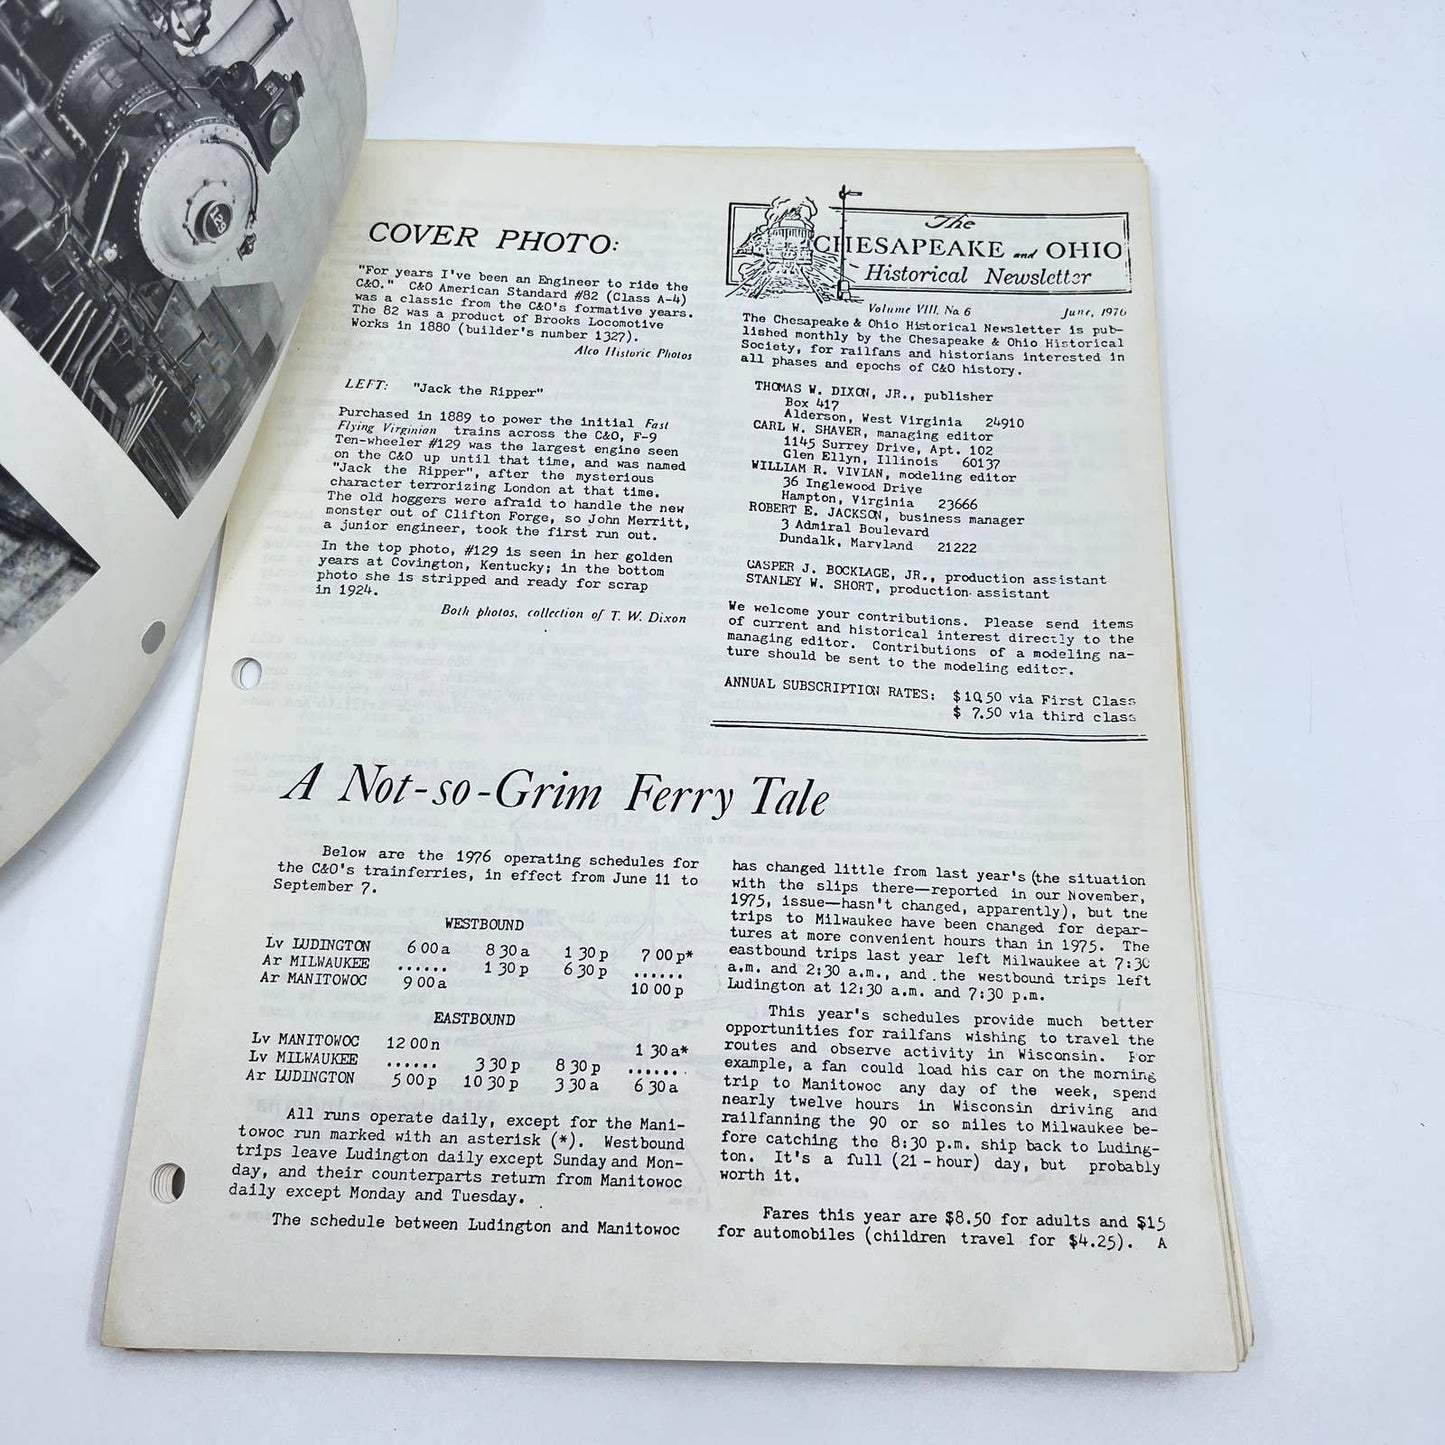 COVER PHOTO:
"For years I've been an Engineer to ride the
C&O." C&O American Standard #82 (Class A-4)
was a classic from the C&O's formative years.
The 82 was a product of Brooks Locomotive
Works in 1880 (builder's number 1327).
Alco Historic Photos
LEFT: "Jack the Ripper"
Purchased in 1889 to power the initial Fast
Flying Virginian trains across the C&O, F-9
Ten-wheeler #129 was the largest engine seen
on the C&O up until that time, and was named
"Jack the Ripper", after the mysterious
character terrorizing London at that time.
The old hoggers were afraid to handle the new
monster out of Clifton Forge, so John Merritt,
a junior engineer, took the first run out.
In the top photo, #129 is seen in her golden
years at Covington, Kentucky; in the bottom
photo she is stripped and ready for scrap
in 1924.
Both photos, collection of T. W. Dixon
The
CHESAPEAKE and OHIO
Historical Newsletter
Volume VIII, No. 6 June, 1976
The Chesapeake & Ohio Historical Newsletter is pub-
lished monthly by the Chesapeake & Ohio Historical
Society, for railfans and historians interested in
all phases and epochs of C&O history.
THOMAS W. DIXON, JR., publisher
Box 417
Alderson, West Virginia 24910
CARL W. SHAVER, managing editor
1145 Surrey Drive, Apt. 102
Glen Ellyn, Illinois 60137
WILLIAM R. VIVIAN, modeling editor
36 Inglewood Drive
Hampton, Virginia 23666
ROBERT E. JACKSON, business manager
3 Admiral Boulevard
Dundalk, Maryland 21222
CASPER J. BOCKLAGE, JR., production assistant
STANLEY W. SHORT, production assistant
We welcome your contributions. Please send items
of current and historical interest directly to the
managing editor. Contributions of a modeling na-
ture should be sent to the modeling editor.
ANNUAL SUBSCRIPTION RATES: $10.50 via First Class
$ 7.50 via third class
A Not-so-Grim Ferry Tale
Below are the 1976 operating schedules for
the C&O's trainferries, in effect from June 11 to
September 7.
WESTBOUND
Lv LUDINGTON 6 00 a 8 30 a 1 30 p 7 00 p*
Ar MILWAUKEE ...... 1 30 p 6 30 p ......
Ar MANITOWOC 9 00 a 10 00 p
EASTBOUND
Lv MANITOWOC 12 00 n 1 30 a*
Lv MILWAUKEE ...... 3 30 p 8 30 p ......
Ar LUDINGTON 5 00 p 10 30 p 3 30 a 6 30 a
All runs operate daily, except for the Mani-
towoc run marked with an asterisk (*). Westbound
trips leave Ludington daily except Sunday and Mon-
day, and their counterparts return from Manitowoc
daily except Monday and Tuesday.
The schedule between Ludington and Manitowoc
has changed little from last year's (the situation
with the slips there—reported in our November,
1975, issue—hasn't changed, apparently), but the
trips to Milwaukee have been changed for depar-
tures at more convenient hours than in 1975. The
eastbound trips last year left Milwaukee at 7:30
a.m. and 2:30 a.m., and the westbound trips left
Ludington at 12:30 a.m. and 7:30 p.m.
This year's schedules provide much better
opportunities for railfans wishing to travel the
routes and observe activity in Wisconsin. For
example, a fan could load his car on the morning
trip to Manitowoc any day of the week, spend
nearly twelve hours in Wisconsin driving and
railfanning the 90 or so miles to Milwaukee be-
fore catching the 8:30 p.m. ship back to Luding-
ton. It's a full (21-hour) day, but probably
worth it.
Fares this year are $8.50 for adults and $15
for automobiles (children travel for $4.25). A